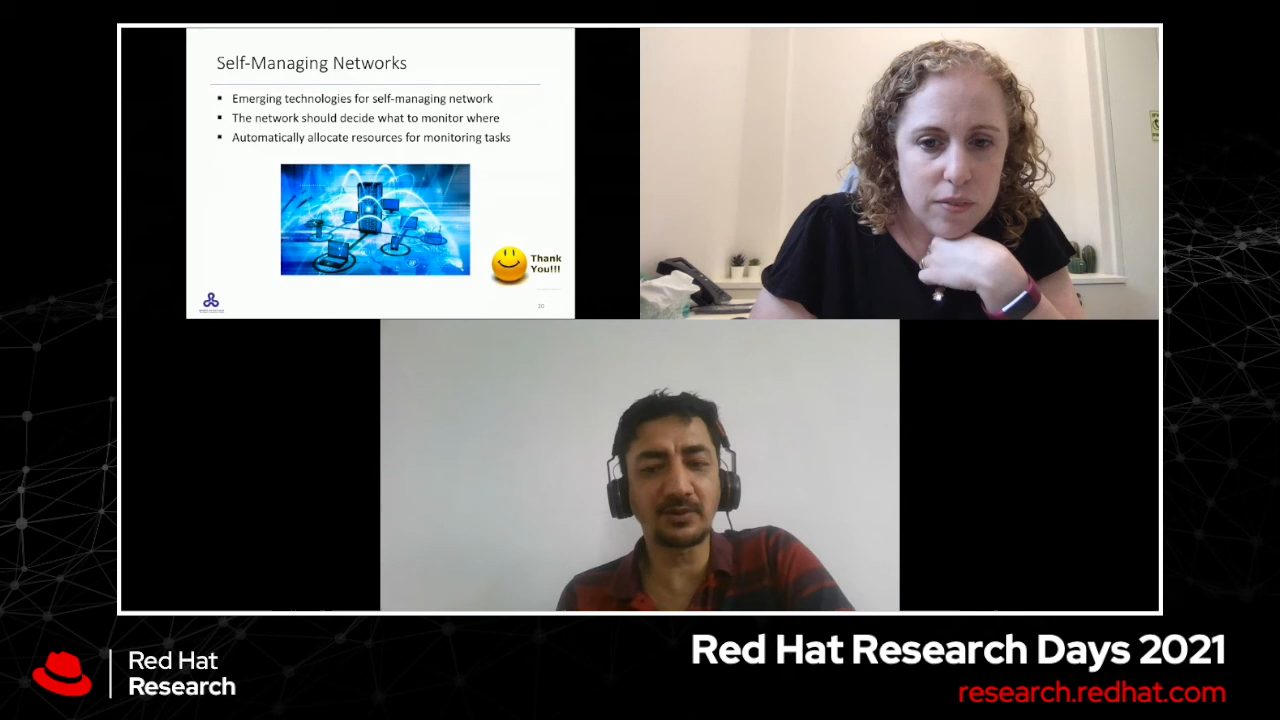 Self-Managing Networks
▪ Emerging technologies for self-managing network
▪ The network should decide what to monitor where
▪ Automatically allocate resources for monitoring tasks
Thank
You!!!
20
Red Hat
Research
Red Hat Research Days 2021
research.redhat.com